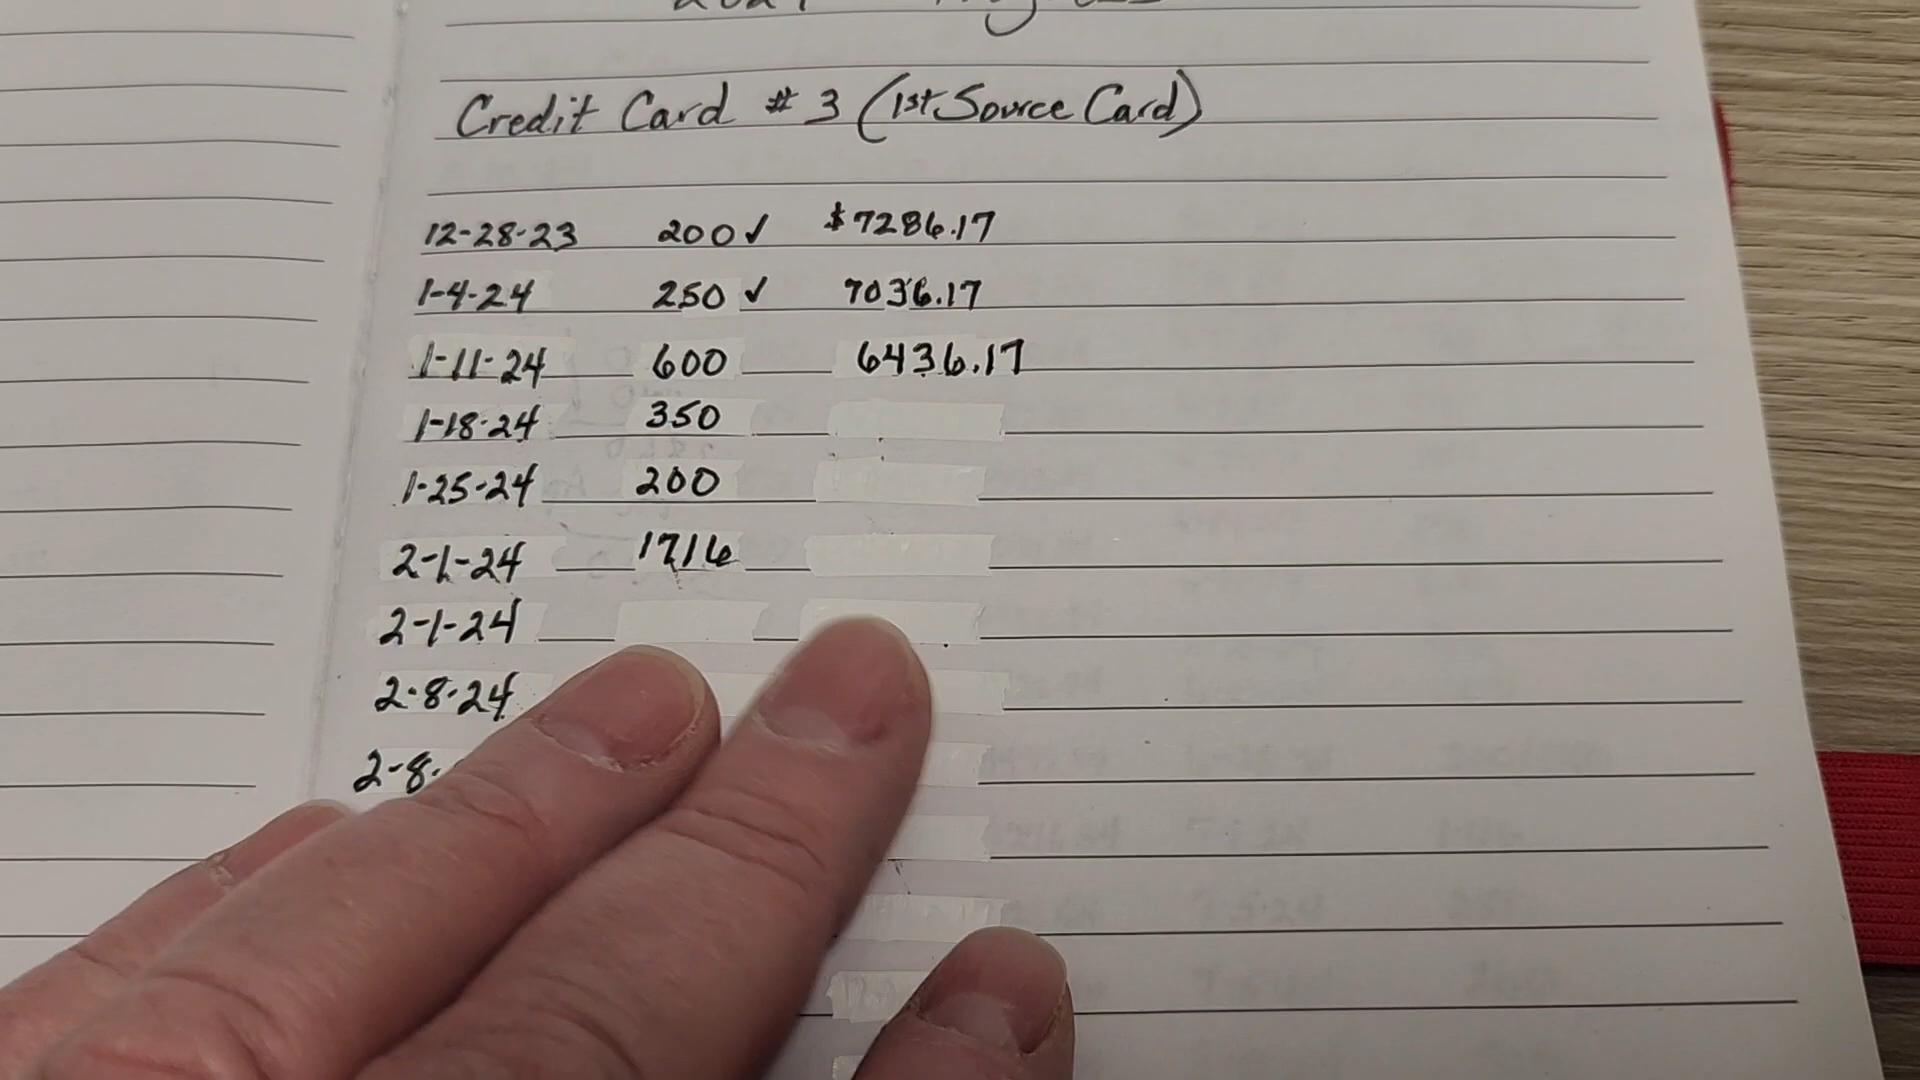 Credit Card # 3 (1st Source Card)
12-28-23 200 ✓ $7286.17
1-4-24 250 ✓ 7036.17
1-11-24 600 6436.17
1-18-24 350
1-25-24 200
2-1-24 1716
2-1-24
2-8-24
2-8-